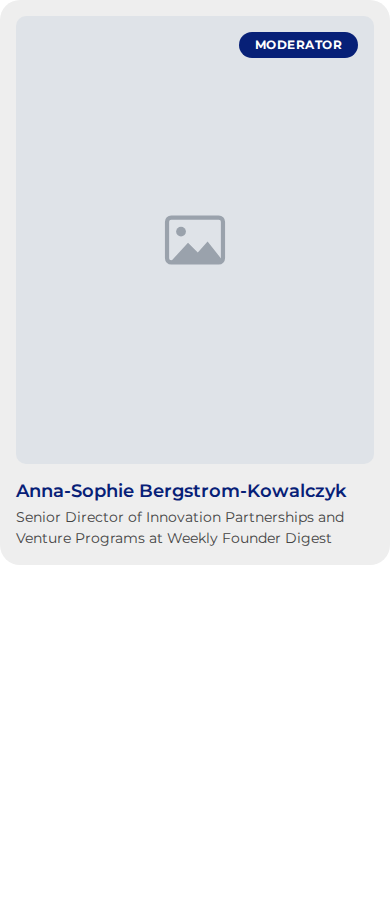 MODERATOR
Anna-Sophie Bergstrom-Kowalczyk
Senior Director of Innovation Partnerships and
Venture Programs at Weekly Founder Digest